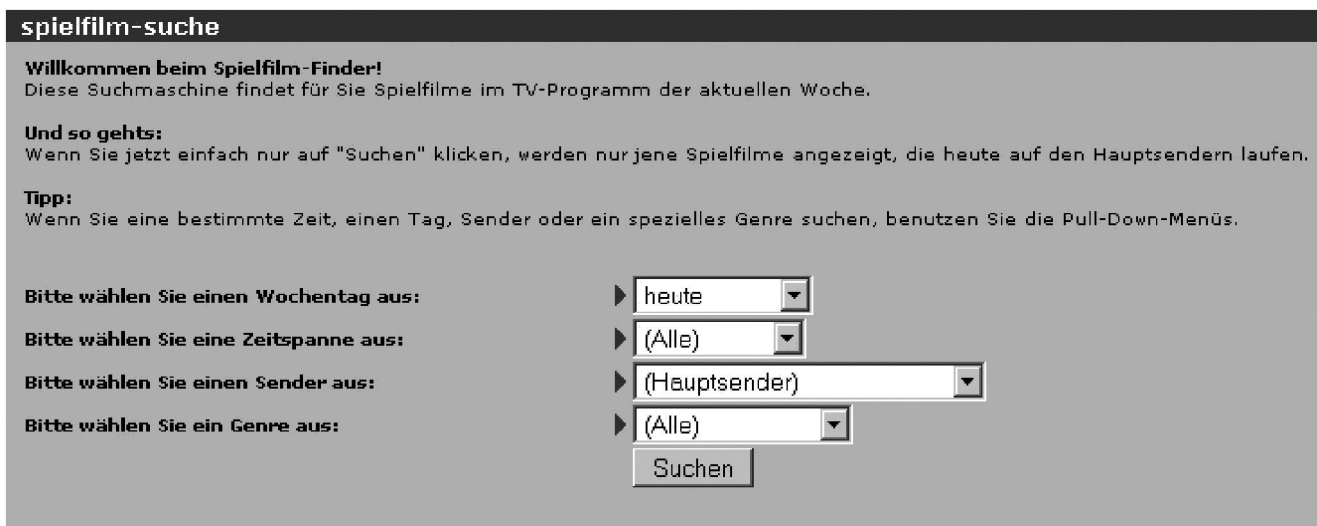 spielfilm-suche
Willkommen beim Spielfilm-Finder!
Diese Suchmaschine findet für Sie Spielfilme im TV-Programm der aktuellen Woche.
Und so gehts:
Wenn Sie jetzt einfach nur auf "Suchen" klicken, werden nur jene Spielfilme angezeigt, die heute auf den Hauptsendern laufen.
Tipp:
Wenn Sie eine bestimmte Zeit, einen Tag, Sender oder ein spezielles Genre suchen, benutzen Sie die Pull-Down-Menüs.
Bitte wählen Sie einen Wochentag aus: heute
Bitte wählen Sie eine Zeitspanne aus: (Alle)
Bitte wählen Sie einen Sender aus: (Hauptsender)
Bitte wählen Sie ein Genre aus: (Alle)
Suchen